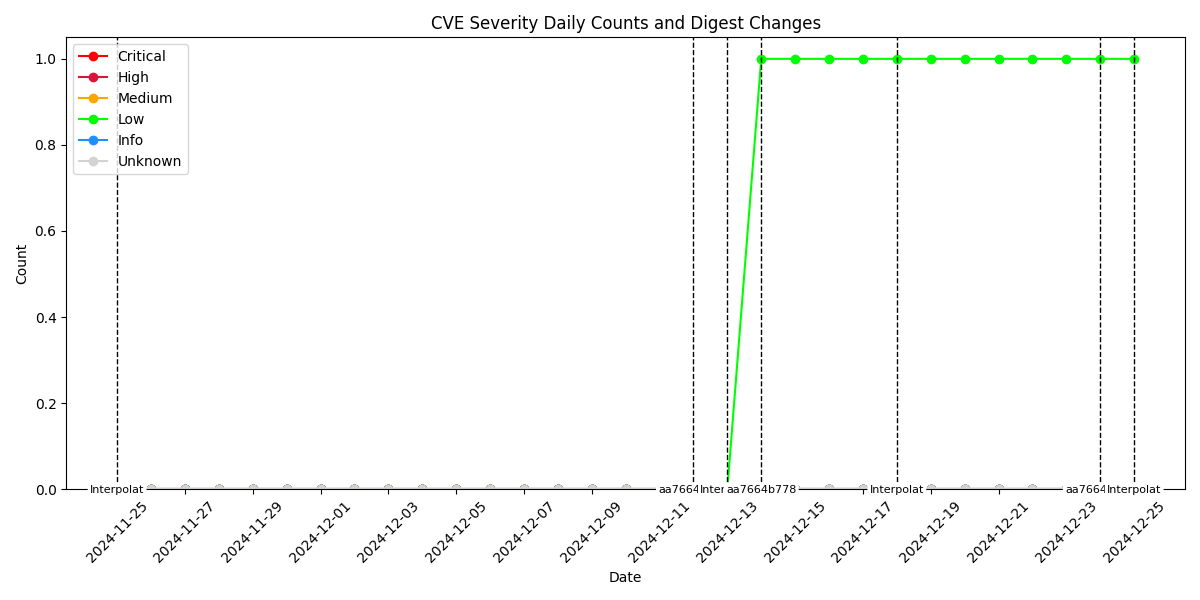 CVE Severity Daily Counts and Digest Changes
Critical
High
Medium
Low
Info
Unknown
Count
1.0
0.8
0.6
0.4
0.2
0.0
Interpolat
aa7664
Inter
aa7664b778
Interpolat
aa7664
Interpolat
2024-11-25
2024-11-27
2024-11-29
2024-12-01
2024-12-03
2024-12-05
2024-12-07
2024-12-09
2024-12-11
2024-12-13
2024-12-15
2024-12-17
2024-12-19
2024-12-21
2024-12-23
2024-12-25
Date